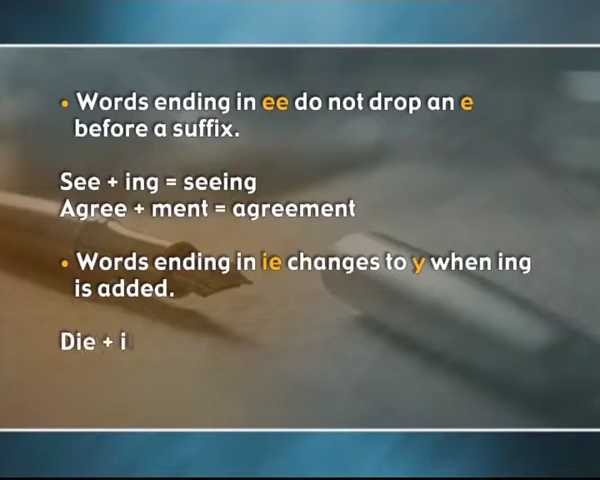 • Words ending in ee do not drop an e
before a suffix.
See + ing = seeing
Agree + ment = agreement
• Words ending in ie changes to y when ing
is added.
Die + i